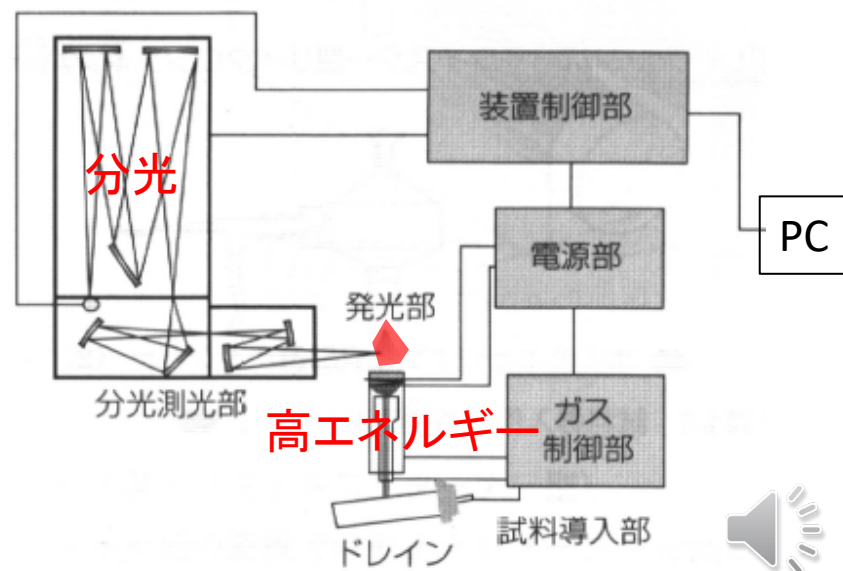 装置制御部
分光
PC
電源部
発光部
分光測光部
高エネルギー
ガス
制御部
試料導入部
ドレイン